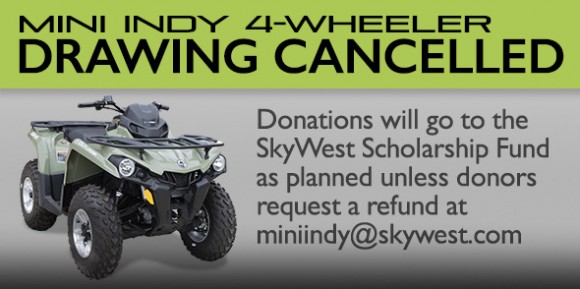 MINI INDY 4-WHEELER
DRAWING CANCELLED
Donations will go to the
SkyWest Scholarship Fund
as planned unless donors
request a refund at
miniindy@skywest.com